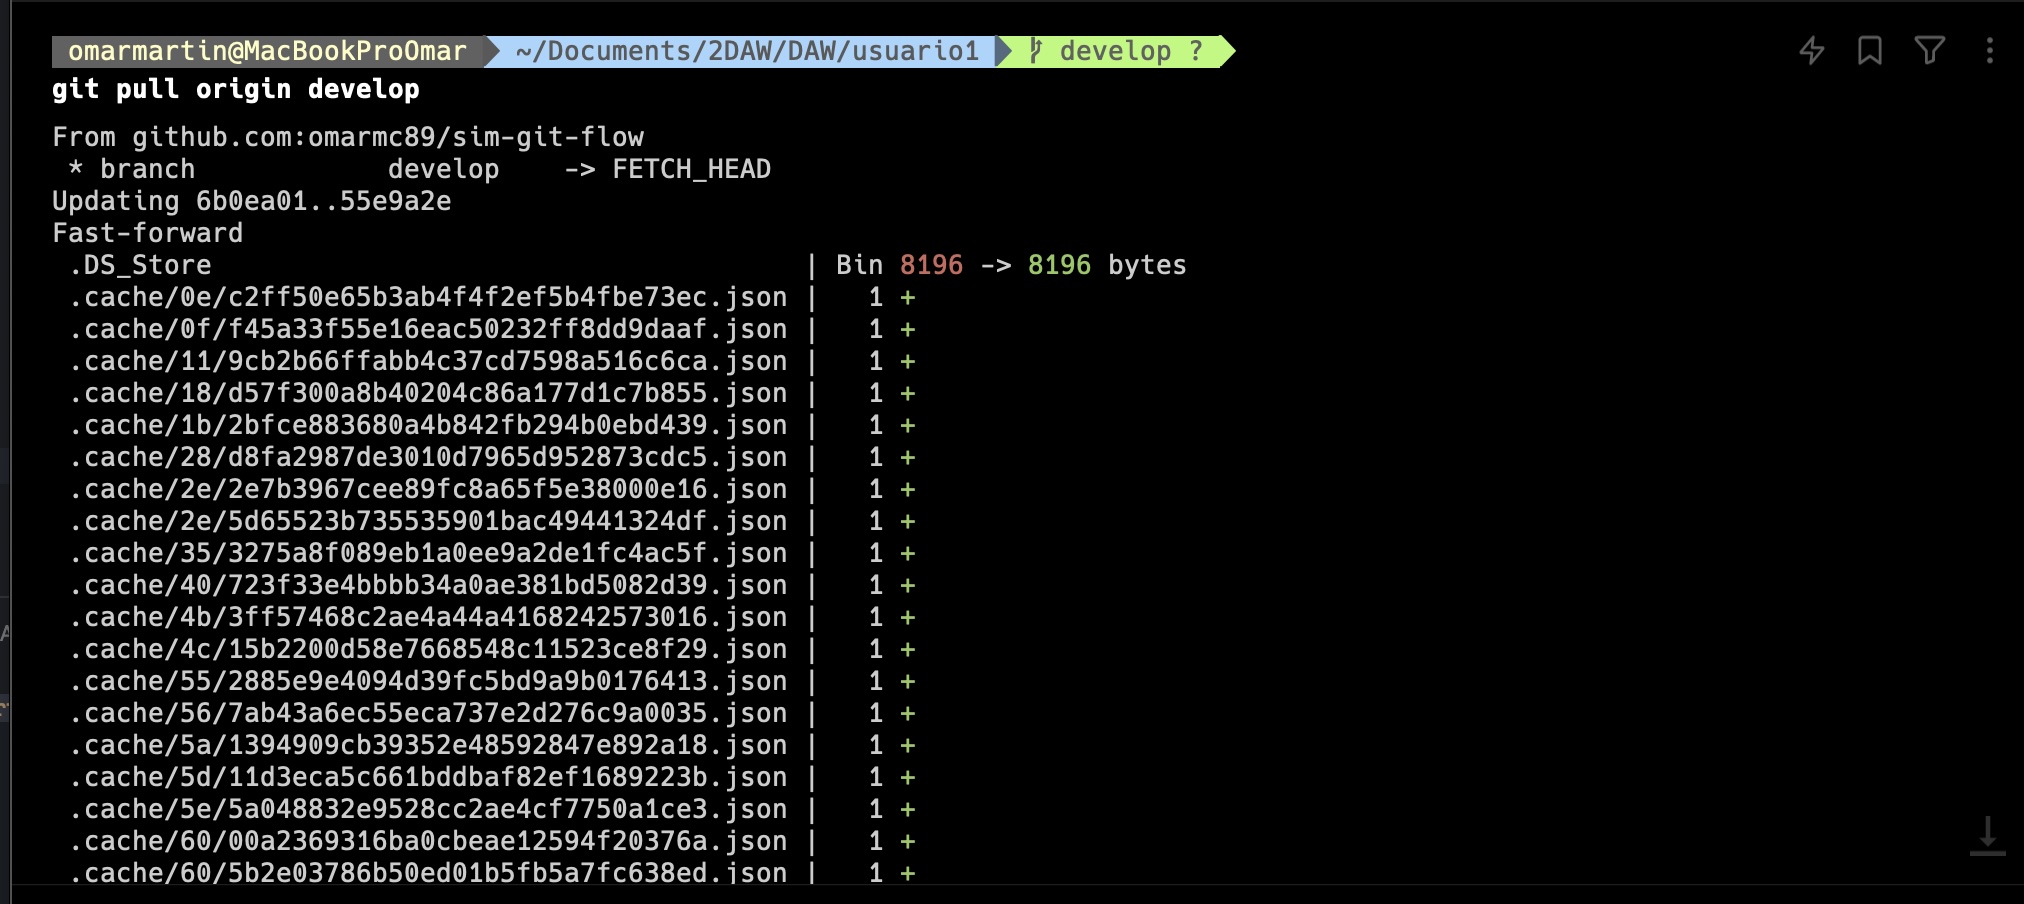 omarmartin@MacBookProOmar ~/Documents/2DAW/DAW/usuario1 develop ?
git pull origin develop
From github.com:omarmc89/sim-git-flow
* branch develop -> FETCH_HEAD
Updating 6b0ea01..55e9a2e
Fast-forward
.DS_Store | Bin 8196 -> 8196 bytes
.cache/0e/c2ff50e65b3ab4f4f2ef5b4fbe73ec.json | 1 +
.cache/0f/f45a33f55e16eac50232ff8dd9daaf.json | 1 +
.cache/11/9cb2b66ffabb4c37cd7598a516c6ca.json | 1 +
.cache/18/d57f300a8b40204c86a177d1c7b855.json | 1 +
.cache/1b/2bfce883680a4b842fb294b0ebd439.json | 1 +
.cache/28/d8fa2987de3010d7965d952873cdc5.json | 1 +
.cache/2e/2e7b3967cee89fc8a65f5e38000e16.json | 1 +
.cache/2e/5d65523b735535901bac49441324df.json | 1 +
.cache/35/3275a8f089eb1a0ee9a2de1fc4ac5f.json | 1 +
.cache/40/723f33e4bbbb34a0ae381bd5082d39.json | 1 +
.cache/4b/3ff57468c2ae4a44a4168242573016.json | 1 +
.cache/4c/15b2200d58e7668548c11523ce8f29.json | 1 +
.cache/55/2885e9e4094d39fc5bd9a9b0176413.json | 1 +
.cache/56/7ab43a6ec55eca737e2d276c9a0035.json | 1 +
.cache/5a/1394909cb39352e48592847e892a18.json | 1 +
.cache/5d/11d3eca5c661bddbaf82ef1689223b.json | 1 +
.cache/5e/5a048832e9528cc2ae4cf7750a1ce3.json | 1 +
.cache/60/00a2369316ba0cbeae12594f20376a.json | 1 +
.cache/60/5b2e03786b50ed01b5fb5a7fc638ed.json | 1 +